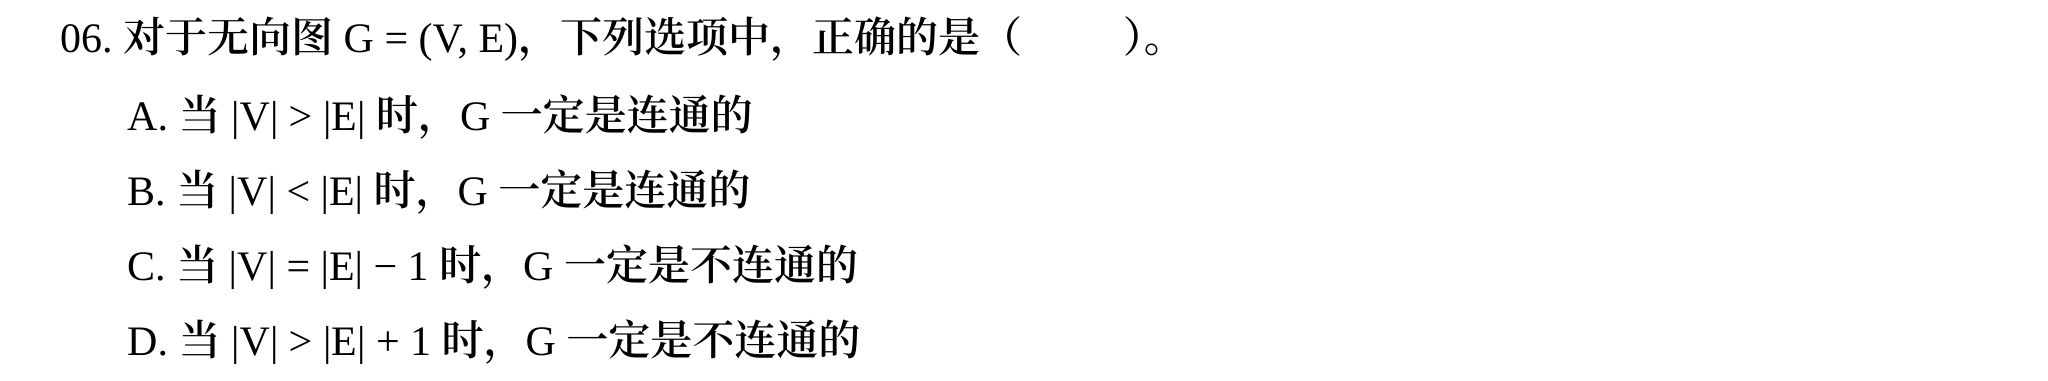 06. 对于无向图 G = (V, E)，下列选项中，正确的是（　　）。
A. 当 |V| > |E| 时，G 一定是连通的
B. 当 |V| < |E| 时，G 一定是连通的
C. 当 |V| = |E| − 1 时，G 一定是不连通的
D. 当 |V| > |E| + 1 时，G 一定是不连通的